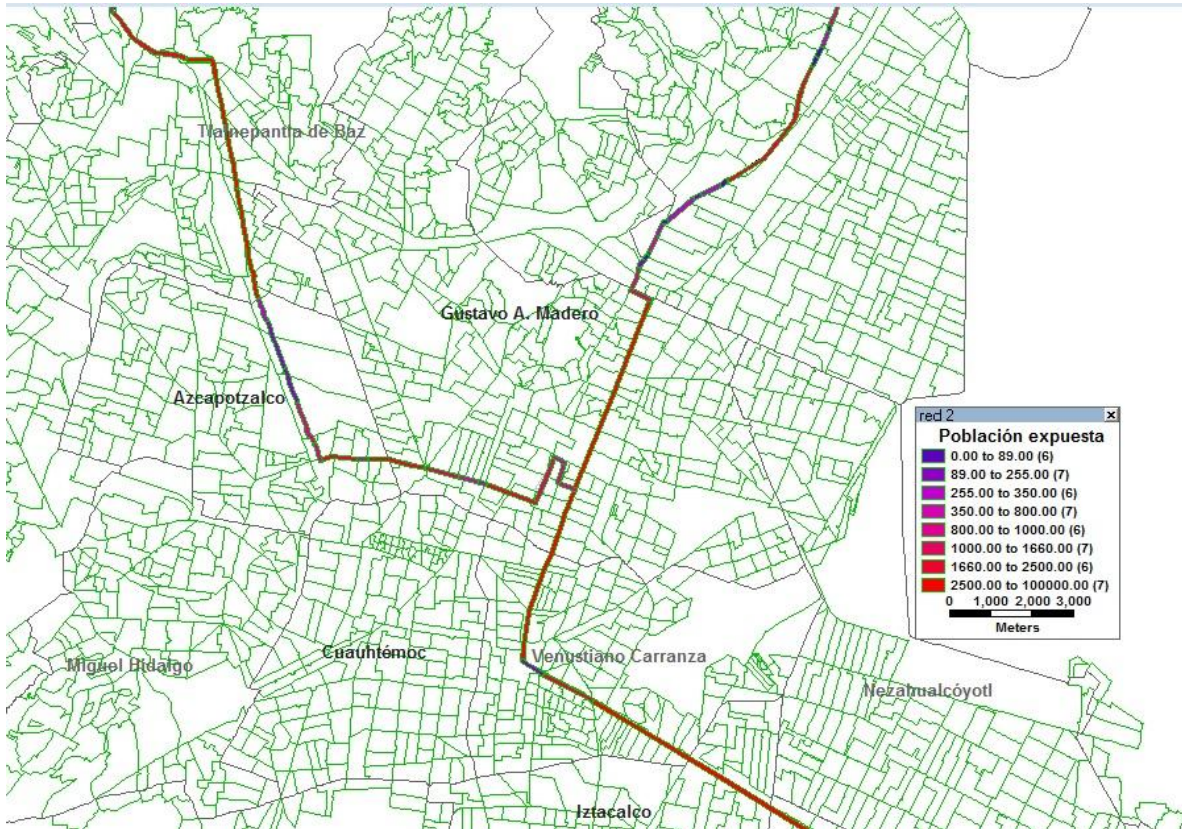 Tlalnepantla de Baz
Gustavo A. Madero
Azcapotzalco
red 2
Población expuesta
0.00 to 89.00 (6)
89.00 to 255.00 (7)
255.00 to 350.00 (6)
350.00 to 800.00 (7)
800.00 to 1000.00 (6)
1000.00 to 1660.00 (7)
1660.00 to 2500.00 (6)
2500.00 to 100000.00 (7)
0 1,000 2,000 3,000
Meters
Cuauhtémoc
Venustiano Carranza
Miguel Hidalgo
Nezahualcóyotl
Iztacalco